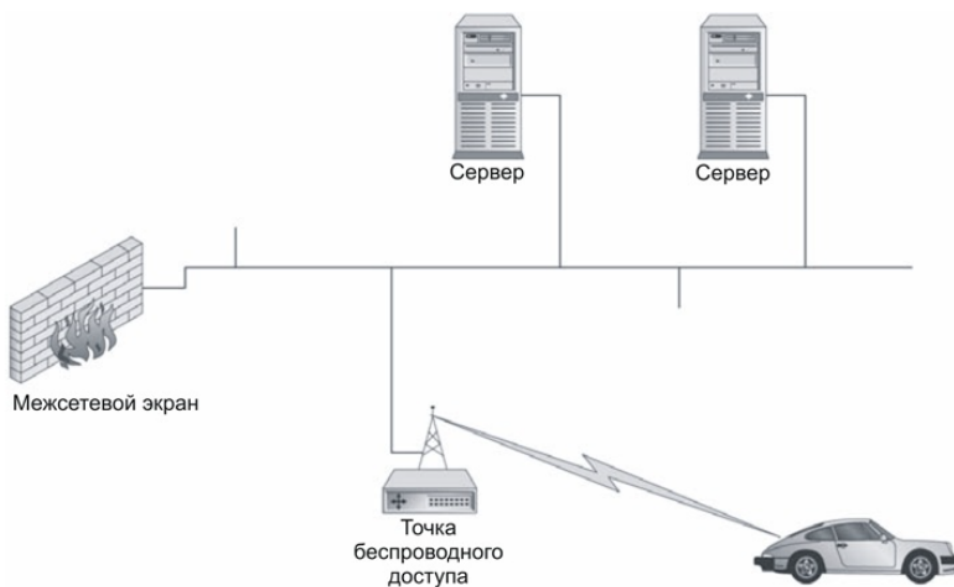 Сервер
Сервер
Межсетевой экран
Точка
беспроводного
доступа